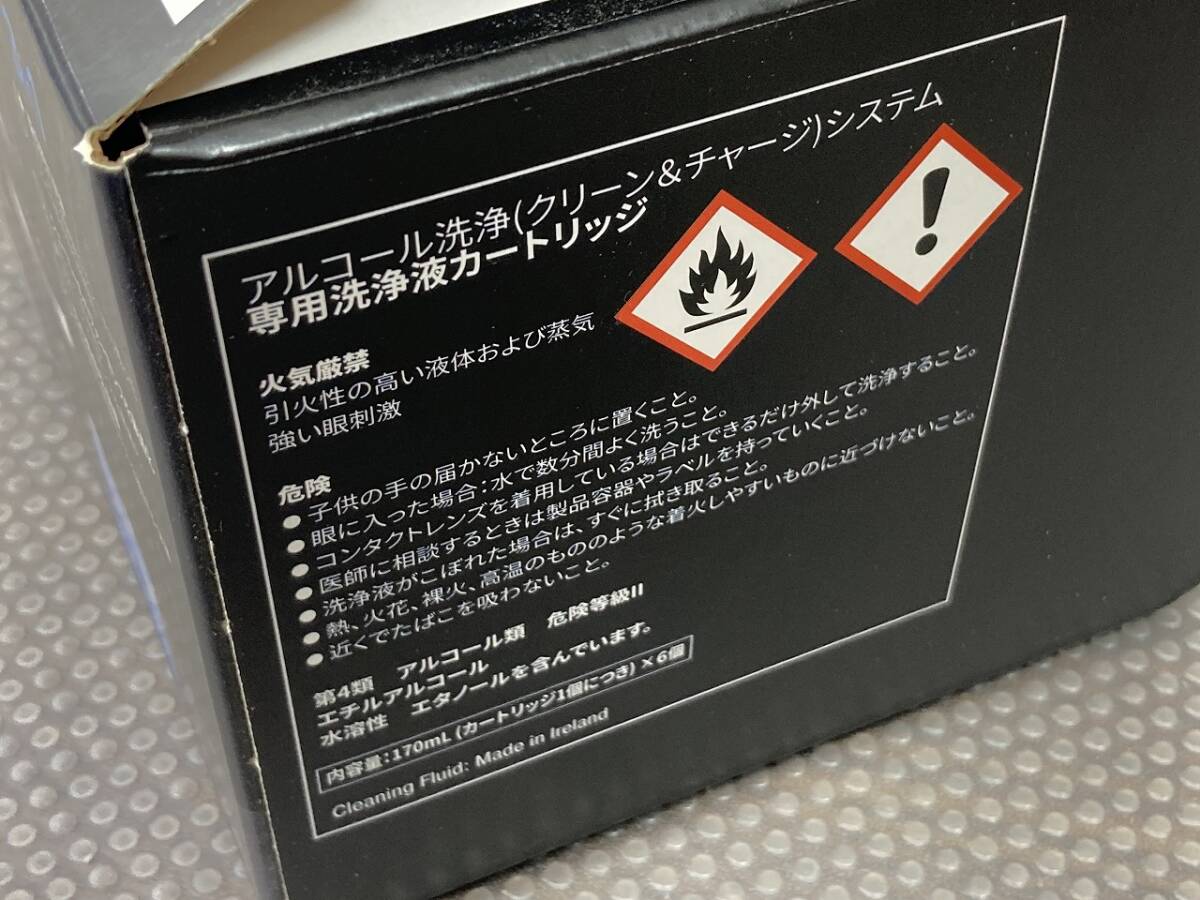 アルコール洗浄(クリーン&チャージ)システム
専用洗浄液カートリッジ
火気厳禁
引火性の高い液体および蒸気
強い眼刺激
危険
●子供の手の届かないところに置くこと。
●眼に入った場合:水で数分間よく洗うこと。
●コンタクトレンズを着用している場合はできるだけ外して洗浄すること。
●医師に相談するときは製品容器やラベルを持っていくこと。
●洗浄液がこぼれた場合は、すぐに拭き取ること。
●熱、火花、裸火、高温のもののような着火しやすいものに近づけないこと。
●近くでたばこを吸わないこと。
第4類 アルコール類 危険等級II
エチルアルコール
水溶性 エタノールを含んでいます。
内容量:170mL (カートリッジ1個につき) ×6個
Cleaning Fluid: Made in Ireland